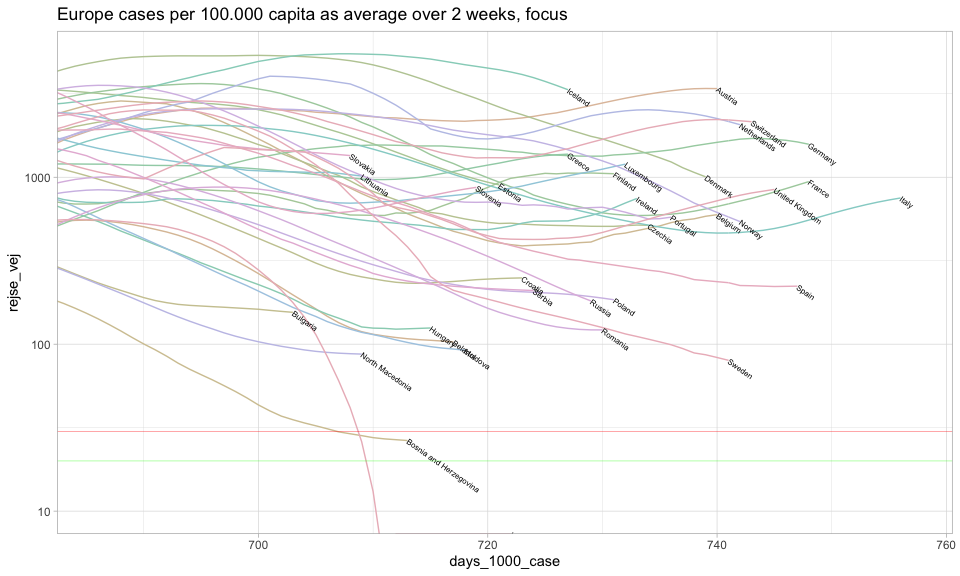 Europe cases per 100.000 capita as average over 2 weeks, focus
rejse_vej
1000
100
10
Iceland
Austria
Switzerland
Netherlands
Germany
Slovakia
Greece
Luxembourg
Lithuania
Finland
Denmark
France
Slovenia
Estonia
United Kingdom
Italy
Ireland
Portugal
Belgium
Norway
Czechia
Croatia
Serbia
Spain
Russia
Poland
Bulgaria
Hungary
Belarus
Moldova
Romania
North Macedonia
Sweden
Bosnia and Herzegovina
700
720
740
760
days_1000_case